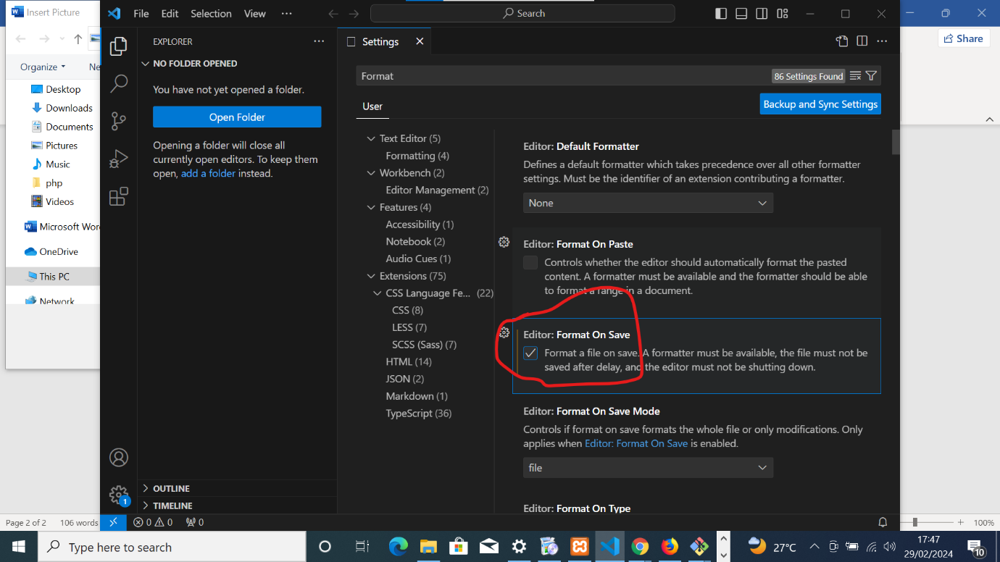 Insert Picture
File Edit Selection View ···
Search
Share
Organize
Ne
Desktop
Downloads
Documents
Pictures
Music
php
Videos
Microsoft Wor
OneDrive
This PC
Network
EXPLORER
NO FOLDER OPENED
You have not yet opened a folder.
Open Folder
Opening a folder will close all
currently open editors. To keep them
open, add a folder instead.
OUTLINE
TIMELINE
Settings
Format
86 Settings Found
User
Backup and Sync Settings
Text Editor (5)
Formatting (4)
Workbench (2)
Editor Management (2)
Features (4)
Accessibility (1)
Notebook (2)
Audio Cues (1)
Extensions (75)
CSS Language Fe... (22)
CSS (8)
LESS (7)
SCSS (Sass) (7)
HTML (14)
JSON (2)
Markdown (1)
TypeScript (36)
Editor: Default Formatter
Defines a default formatter which takes precedence over all other formatter
settings. Must be the identifier of an extension contributing a formatter.
None
Editor: Format On Paste
Controls whether the editor should automatically format the pasted
content. A formatter must be available and the formatter should be able
to format a range in a document.
Editor: Format On Save
Format a file on save. A formatter must be available, the file must not be
saved after delay, and the editor must not be shutting down.
Editor: Format On Save Mode
Controls if format on save formats the whole file or only modifications. Only
applies when Editor: Format On Save is enabled.
file
Editor: Format On Type
1
Page 2 of 2 106 words
0 0 0
100%
Type here to search
27°C
17:47
29/02/2024
10